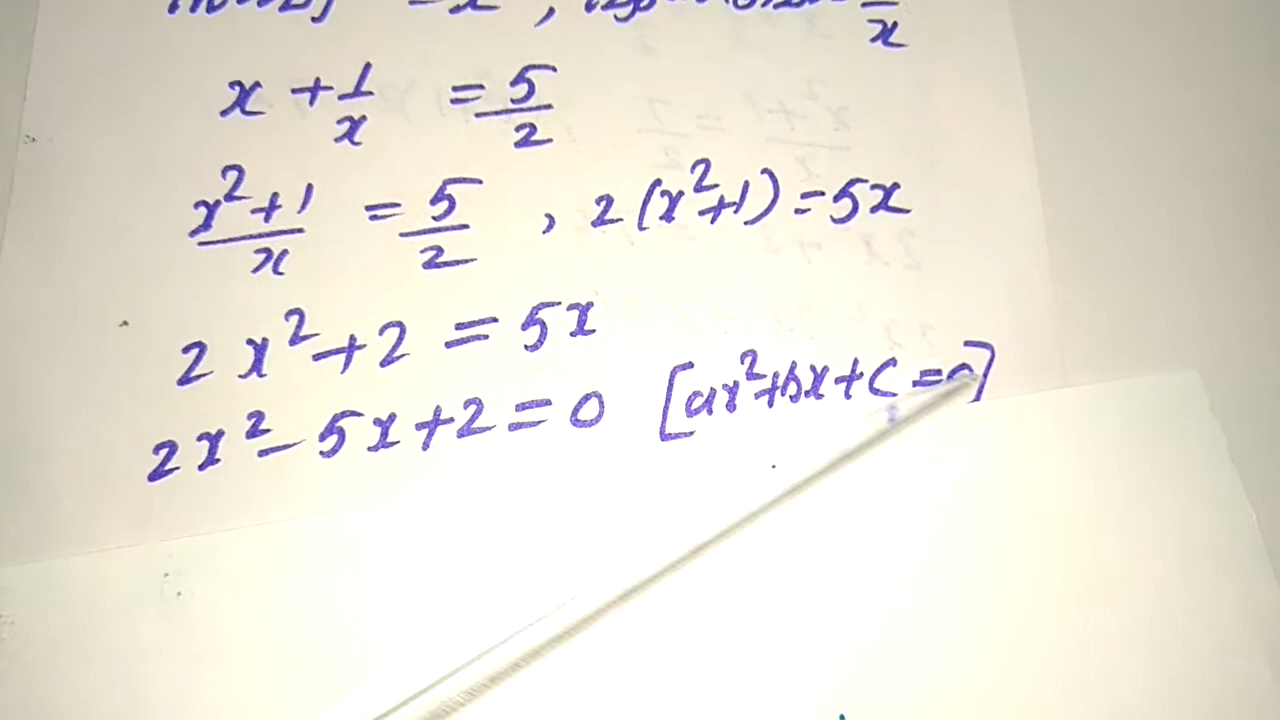 = x , x
x + 1/x = 5/2
x²+1/x = 5/2 , 2(x²+1) = 5x
2x²+2 = 5x
2x²-5x+2 = 0 [ax²+bx+c=0]